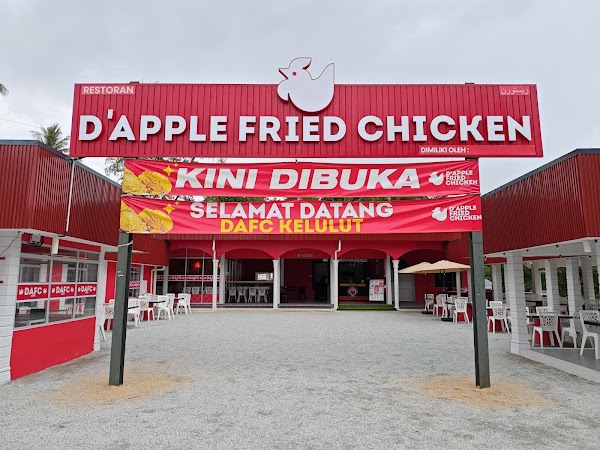 RESTORAN
ريستورن
D'APPLE FRIED CHICKEN
DIMILIKI OLEH :
KINI DIBUKA
D'APPLE
FRIED
CHICKEN
SELAMAT DATANG
DAFC KELULUT
D'APPLE
FRIED
CHICKEN
DAFC
DAFC
DAFC